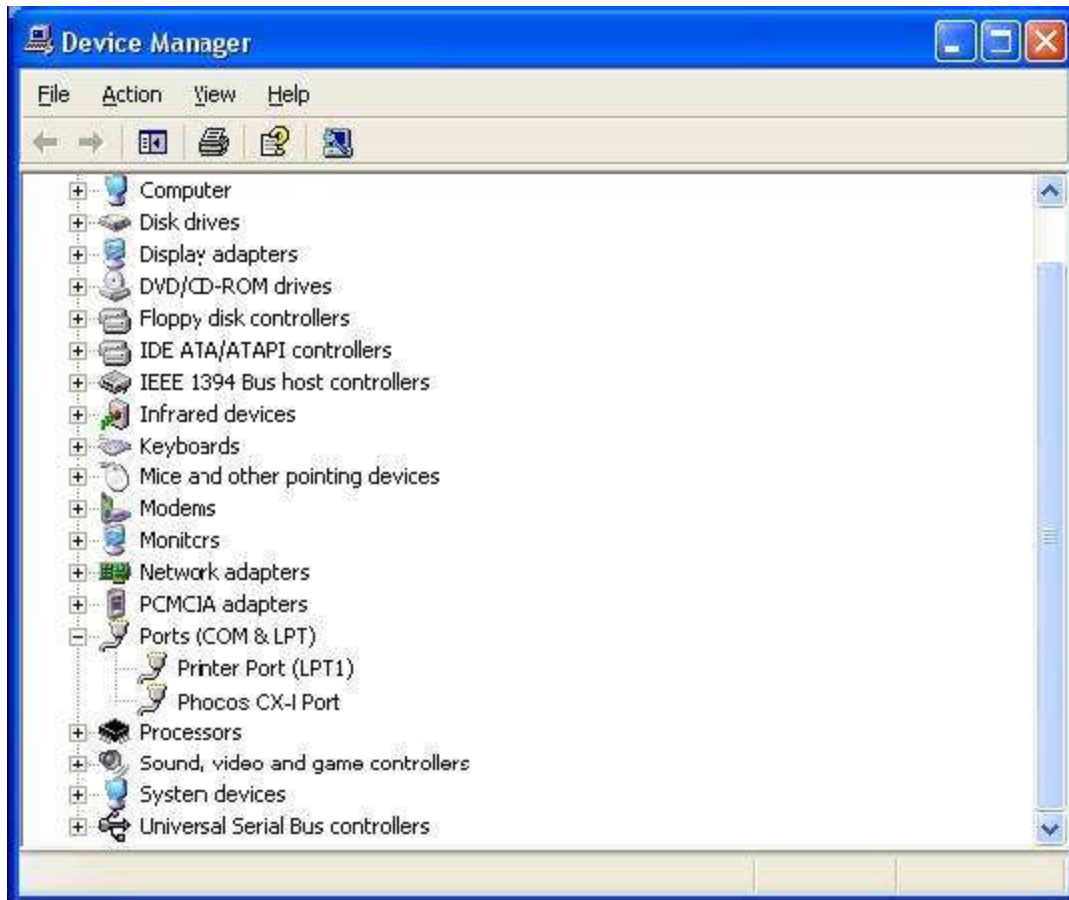 Device Manager
File Action View Help
Computer
Disk drives
Display adapters
DVD/CD-ROM drives
Floppy disk controllers
IDE ATA/ATAPI controllers
IEEE 1394 Bus host controllers
Infrared devices
Keyboards
Mice and other pointing devices
Modems
Monitors
Network adapters
PCMCIA adapters
Ports (COM & LPT)
Printer Port (LPT1)
Phocos CX-I Port
Processors
Sound, video and game controllers
System devices
Universal Serial Bus controllers